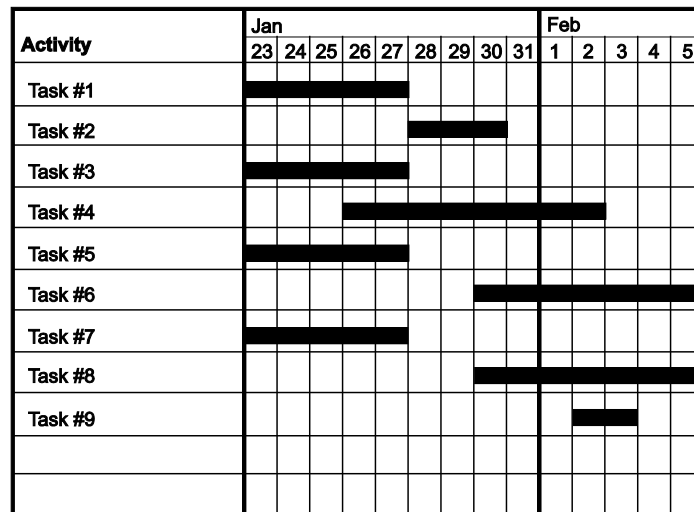 Jan Feb
Activity
23 24 25 26 27 28 29 30 31 1 2 3 4 5
Task #1
Task #2
Task #3
Task #4
Task #5
Task #6
Task #7
Task #8
Task #9